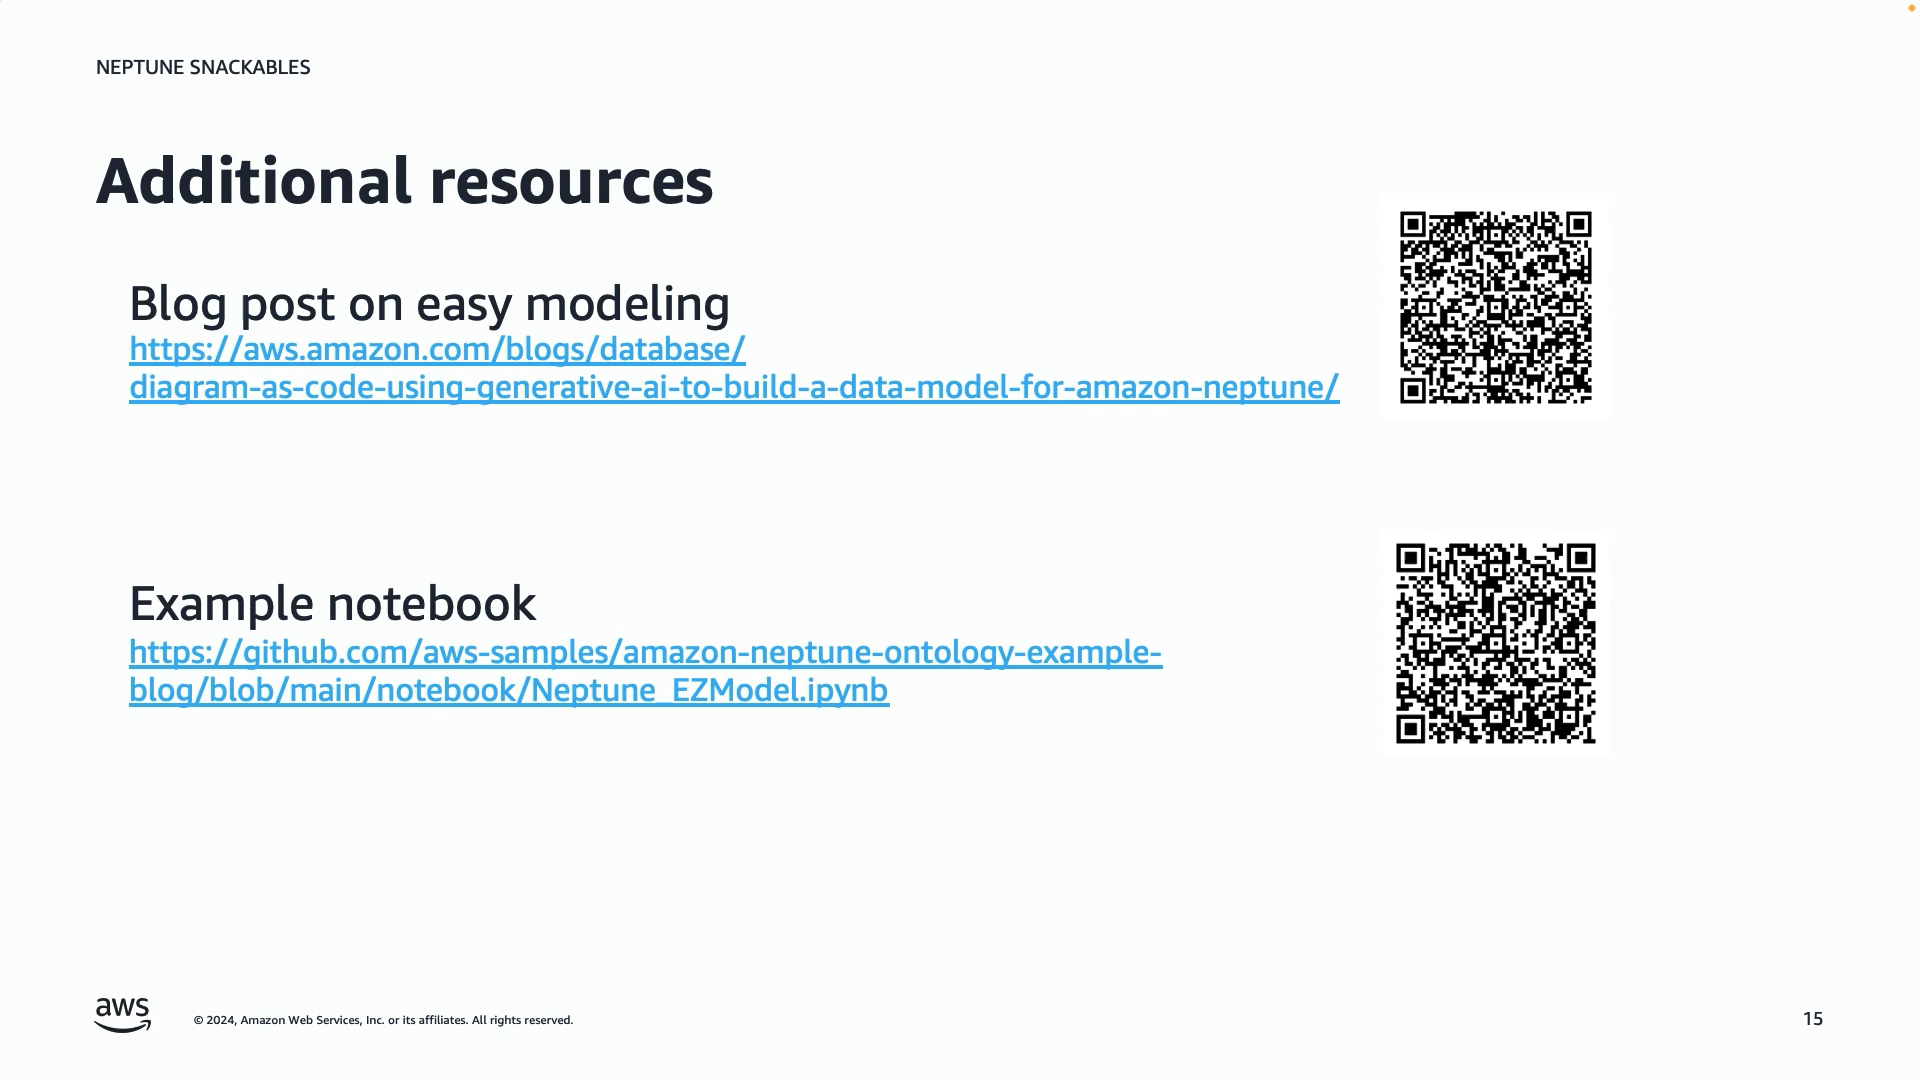 NEPTUNE SNACKABLES
Additional resources
Blog post on easy modeling
https://aws.amazon.com/blogs/database/
diagram-as-code-using-generative-ai-to-build-a-data-model-for-amazon-neptune/
Example notebook
https://github.com/aws-samples/amazon-neptune-ontology-example-
blog/blob/main/notebook/Neptune_EZModel.ipynb
aws
© 2024, Amazon Web Services, Inc. or its affiliates. All rights reserved.
15